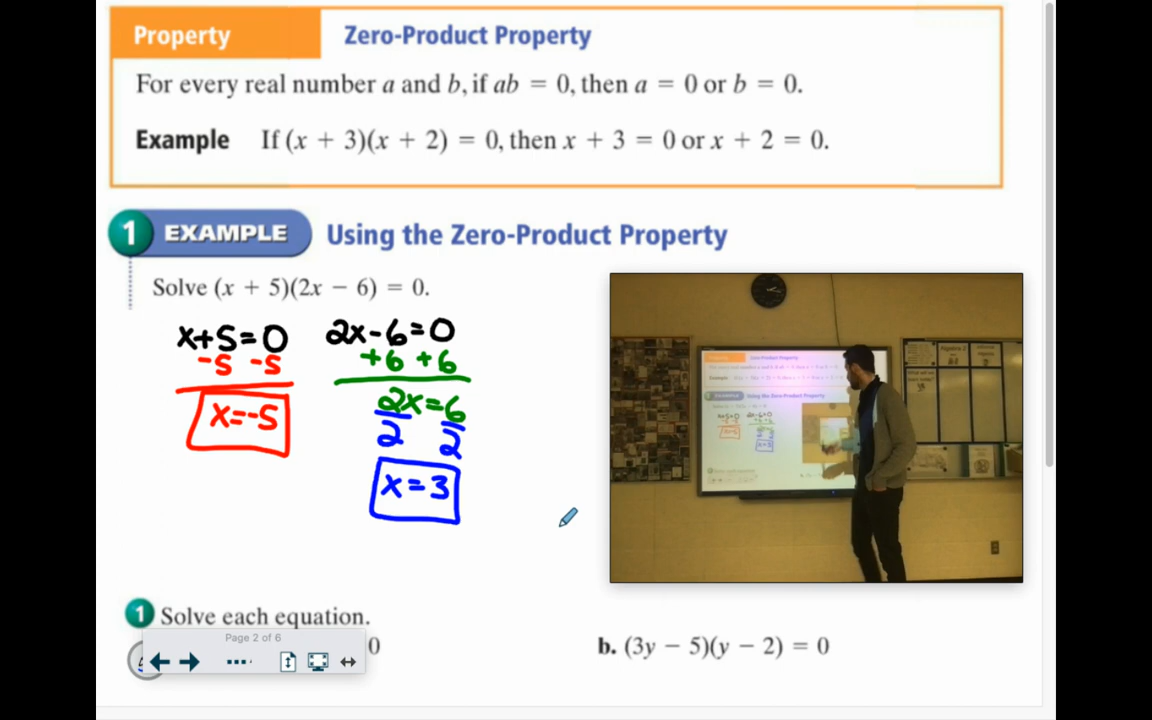 Property Zero-Product Property
For every real number a and b, if ab = 0, then a = 0 or b = 0.
Example If (x + 3)(x + 2) = 0, then x + 3 = 0 or x + 2 = 0.
1 EXAMPLE Using the Zero-Product Property
Solve (x + 5)(2x − 6) = 0.
x+5=0 2x-6=0
-5 -5 +6 +6
x=-5 2x=6
2 2
x=3
1 Solve each equation.
Page 2 of 6
0 b. (3y − 5)(y − 2) = 0